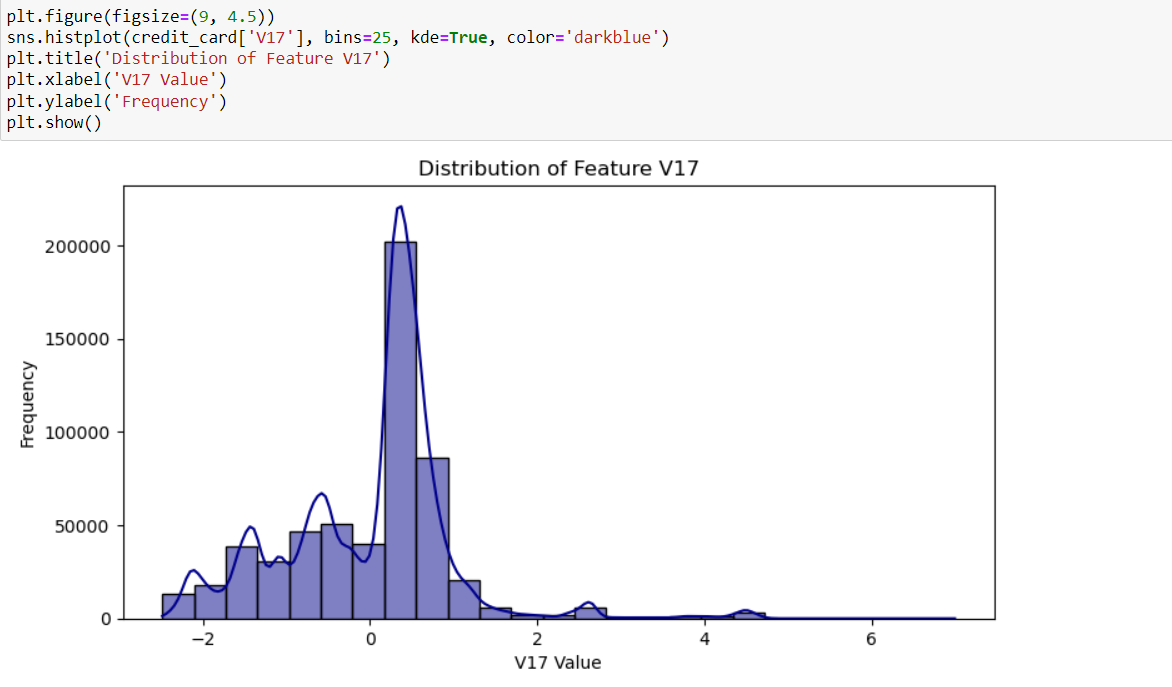 plt.figure(figsize=(9, 4.5))
sns.histplot(credit_card['V17'], bins=25, kde=True, color='darkblue')
plt.title('Distribution of Feature V17')
plt.xlabel('V17 Value')
plt.ylabel('Frequency')
plt.show()
Distribution of Feature V17
200000
150000
100000
50000
0
Frequency
−2 0 2 4 6
V17 Value